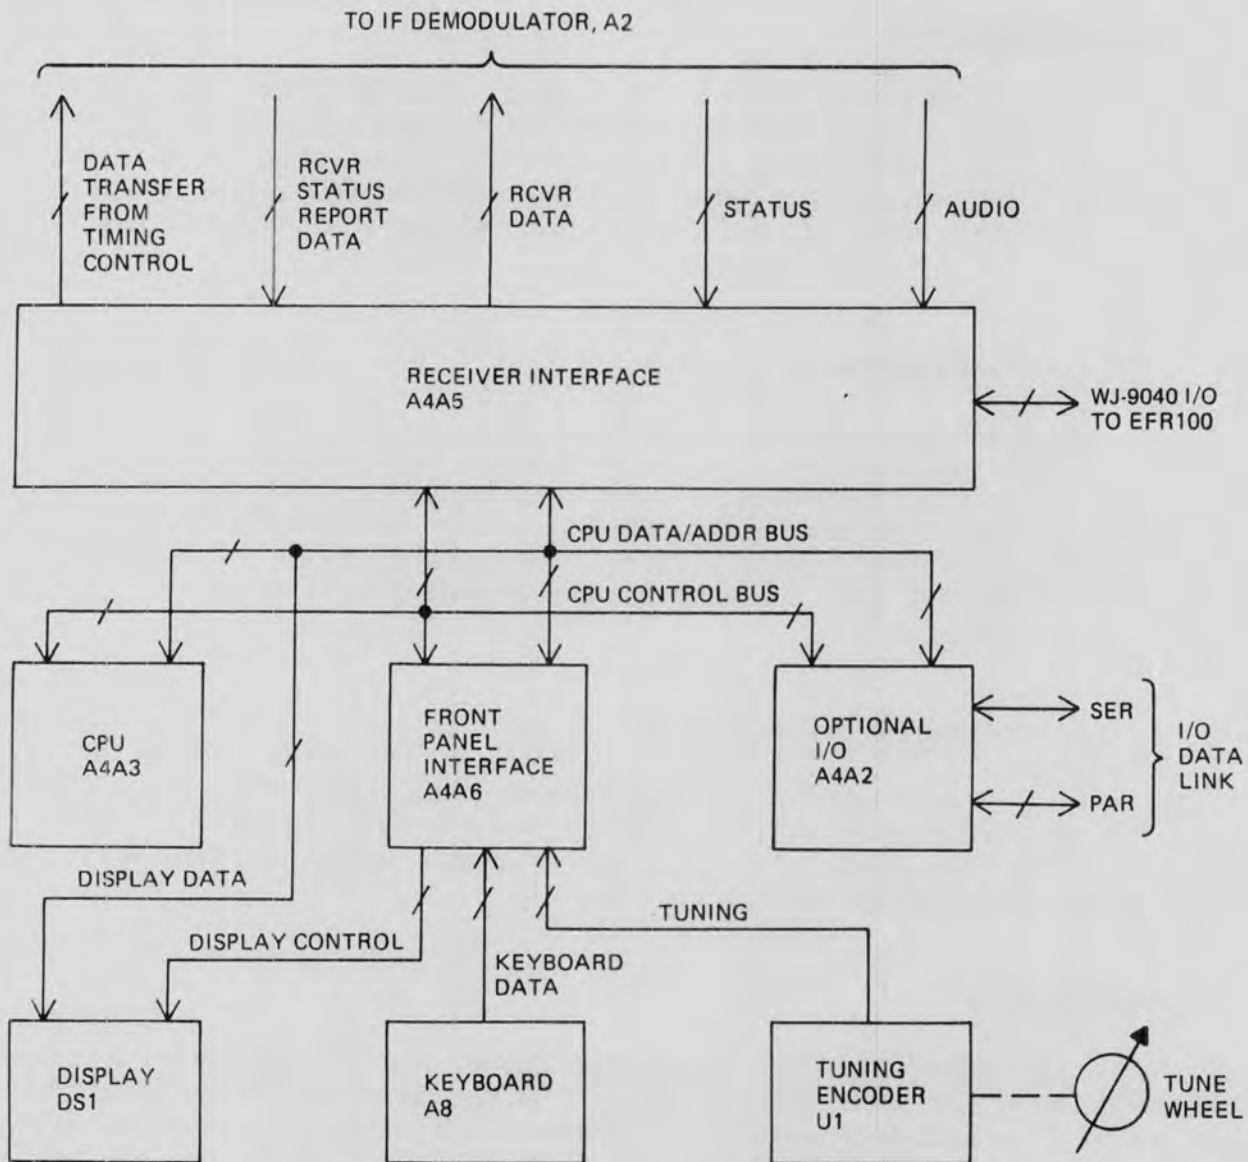 TO IF DEMODULATOR, A2
DATA
TRANSFER
FROM
TIMING
CONTROL
RCVR
STATUS
REPORT
DATA
RCVR
DATA
STATUS
AUDIO
RECEIVER INTERFACE
A4A5
WJ-9040 I/O
TO EFR100
CPU DATA/ADDR BUS
CPU CONTROL BUS
CPU
A4A3
FRONT
PANEL
INTERFACE
A4A6
OPTIONAL
I/O
A4A2
SER
PAR
I/O
DATA
LINK
DISPLAY DATA
DISPLAY CONTROL
KEYBOARD
DATA
TUNING
DISPLAY
DS1
KEYBOARD
A8
TUNING
ENCODER
U1
TUNE
WHEEL